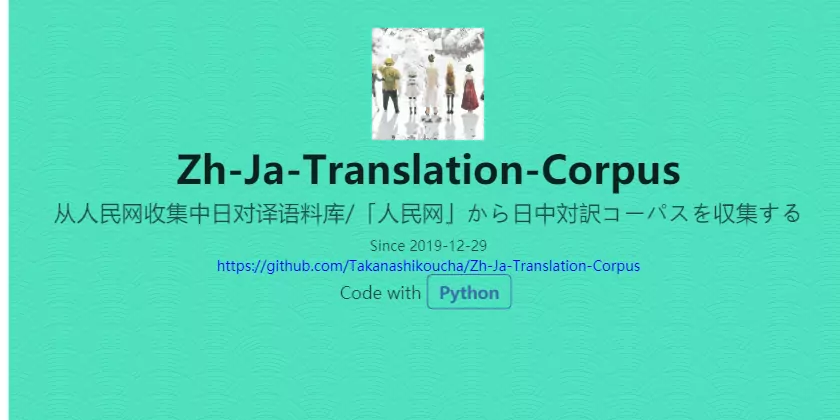 Zh-Ja-Translation-Corpus
从人民网收集中日对译语料库/「人民网」から日中対訳コーパスを収集する
Since 2019-12-29
https://github.com/Takanashikoucha/Zh-Ja-Translation-Corpus
Code with Python